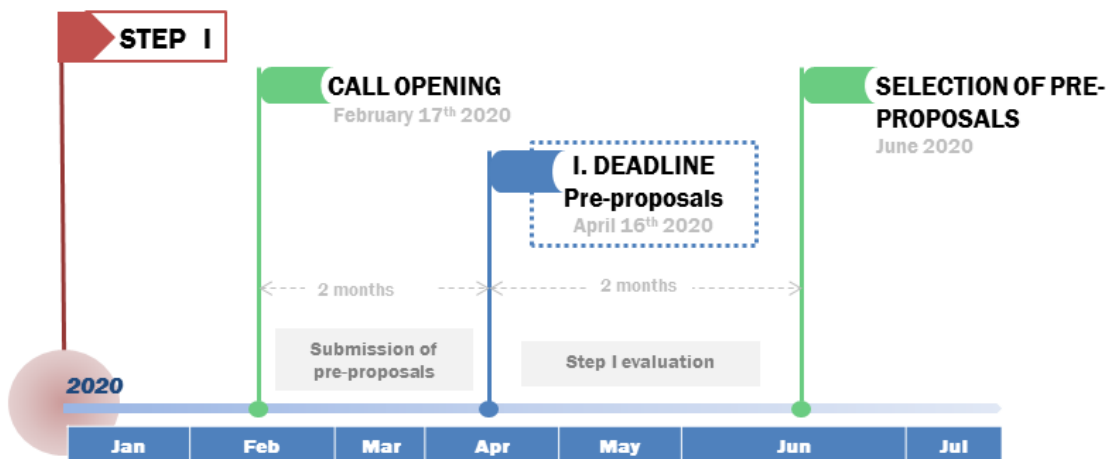 STEP I
CALL OPENING
February 17th 2020
SELECTION OF PRE-
PROPOSALS
June 2020
I. DEADLINE
Pre-proposals
April 16th 2020
2 months
2 months
Submission of
pre-proposals
Step I evaluation
2020
Jan Feb Mar Apr May Jun Jul